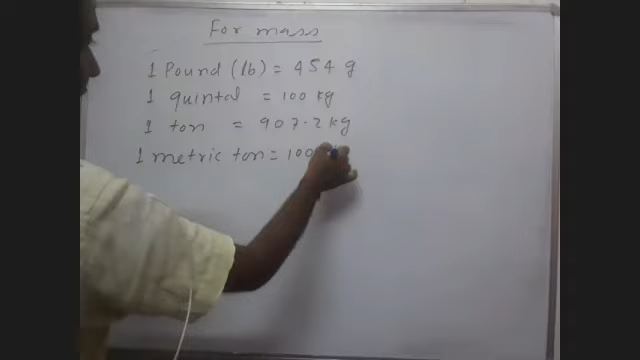 For mass
1 Pound (lb) = 454 g
1 quintal = 100 kg
1 ton = 907.2 kg
1 metric ton = 100